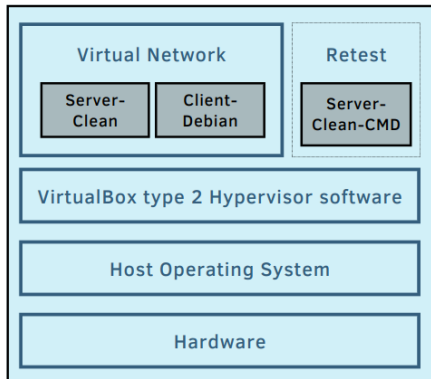 Virtual Network
Retest
Server-
Clean
Client-
Debian
Server-
Clean-CMD
VirtualBox type 2 Hypervisor software
Host Operating System
Hardware